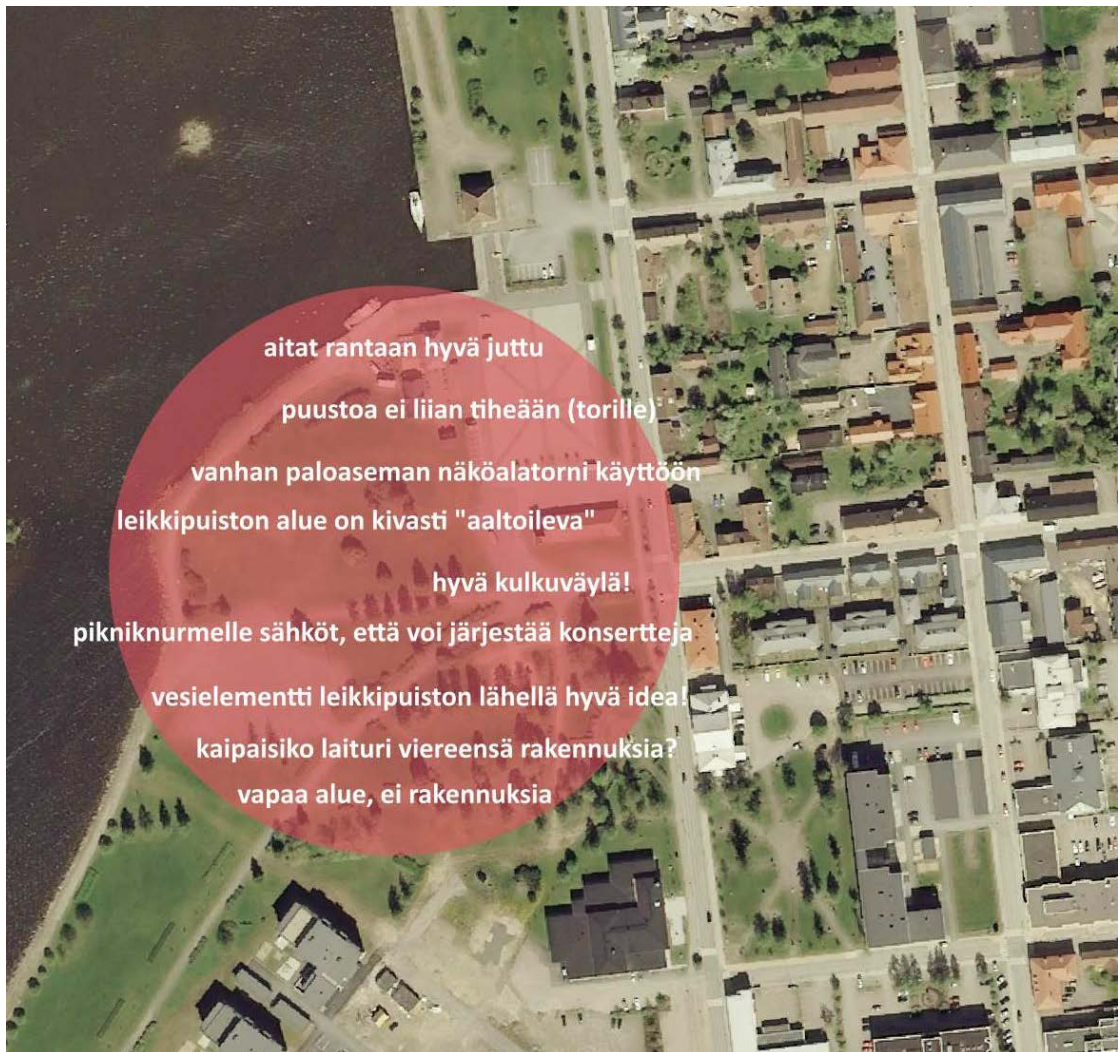 aitat rantaan hyvä juttu
puustoa ei liian tiheään (torille)
vanhan paloaseman näköalatorni käyttöön
leikkipuiston alue on kivasti "aaltoileva"
hyvä kulkuväylä!
pikniknurmelle sähköt, että voi järjestää konsertteja
vesielementti leikkipuiston lähellä hyvä idea!
kaipaisiko laituri viereensä rakennuksia?
vapaa alue, ei rakennuksia